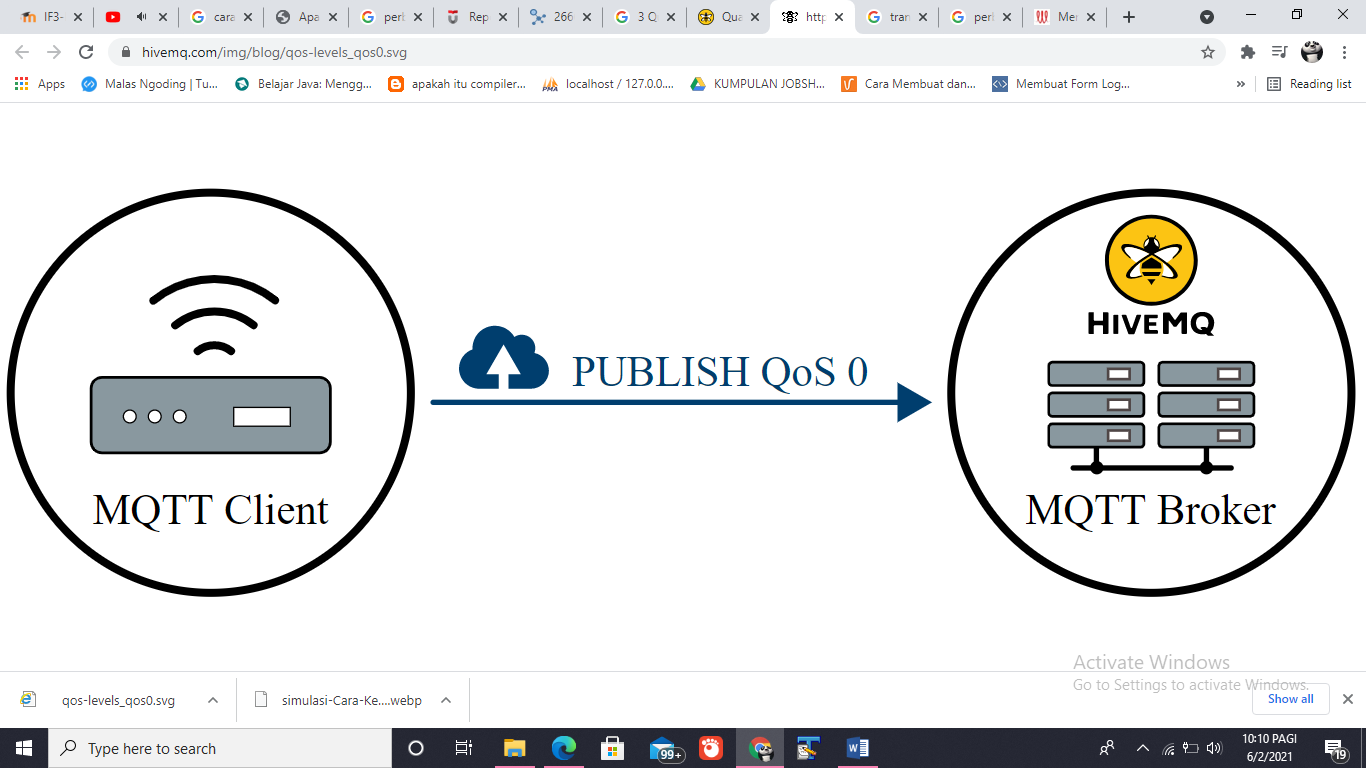 IF3-
cara
Apa
perl
Rep
266
3 Q
Qua
http
tran
perl
Me
hivemq.com/img/blog/qos-levels_qos0.svg
Apps
Malas Ngoding | Tu...
Belajar Java: Mengg...
apakah itu compiler...
localhost / 127.0.0....
KUMPULAN JOBSH...
Cara Membuat dan...
Membuat Form Log...
»
Reading list
HIVEMQ
PUBLISH QoS 0
MQTT Client
MQTT Broker
Activate Windows
Go to Settings to activate Windows.
qos-levels_qos0.svg
simulasi-Cara-Ke....webp
Show all
Type here to search
99+
10:10 PAGI
6/2/2021
19